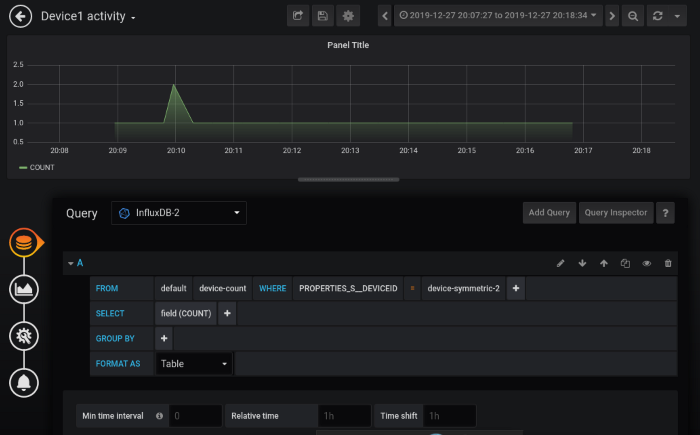 Device1 activity
2019-12-27 20:07:27 to 2019-12-27 20:18:34
Panel Title
2.5
2.0
1.5
1.0
0.5
20:08 20:09 20:10 20:11 20:12 20:13 20:14 20:15 20:16 20:17 20:18
COUNT
Query InfluxDB-2 Add Query Query Inspector ?
A
FROM default device-count WHERE PROPERTIES_S__DEVICEID = device-symmetric-2 +
SELECT field (COUNT) +
GROUP BY +
FORMAT AS Table
Min time interval 0 Relative time 1h Time shift 1h